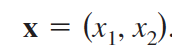 x = (x₁, x₂).